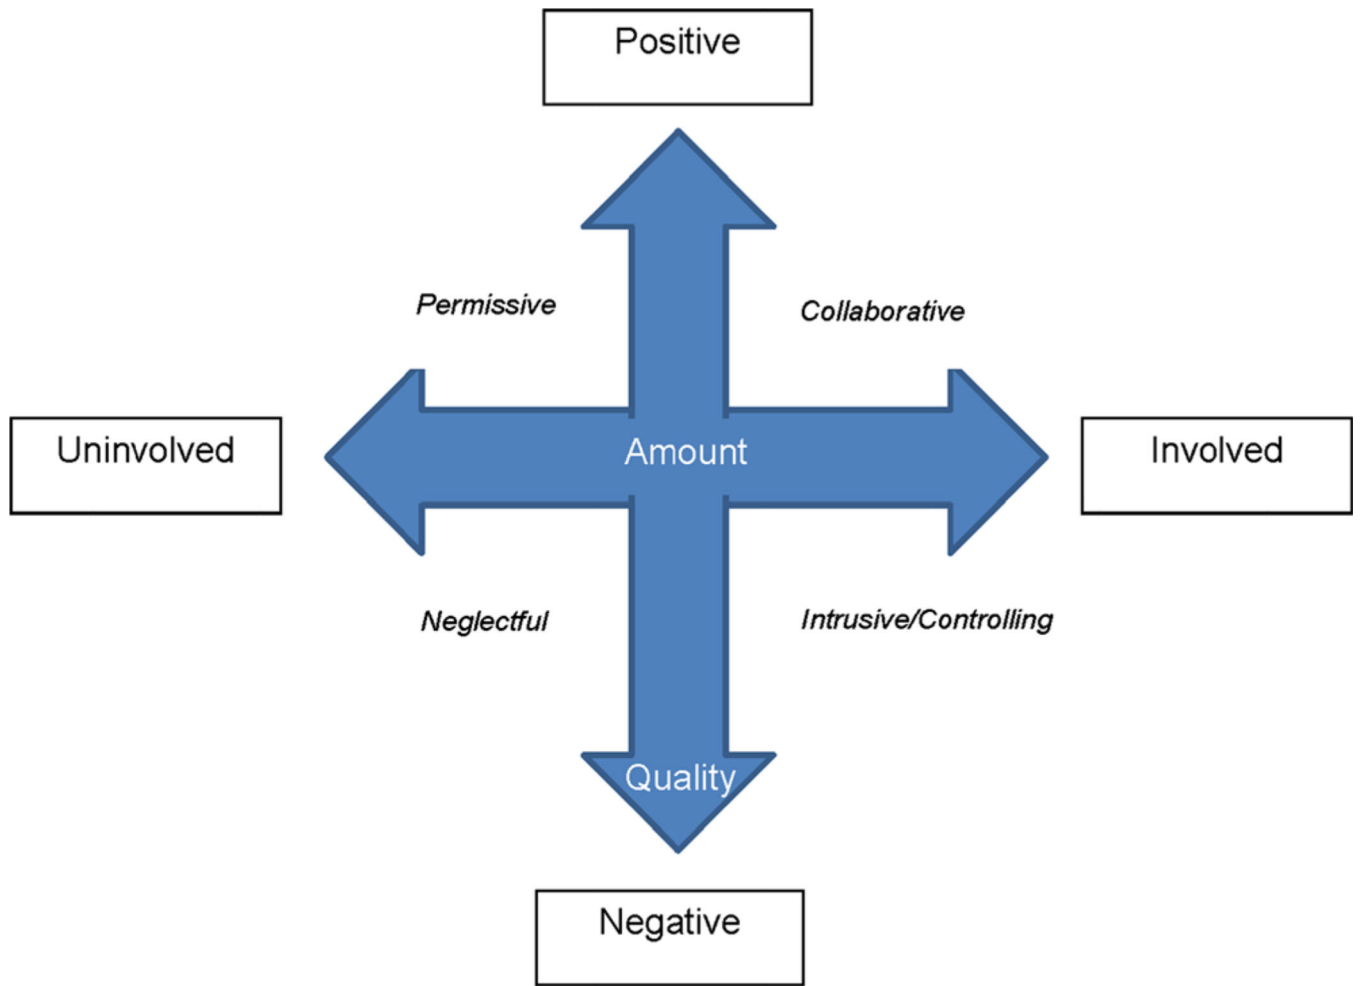 Positive
Permissive
Collaborative
Uninvolved
Amount
Involved
Neglectful
Intrusive/Controlling
Quality
Negative